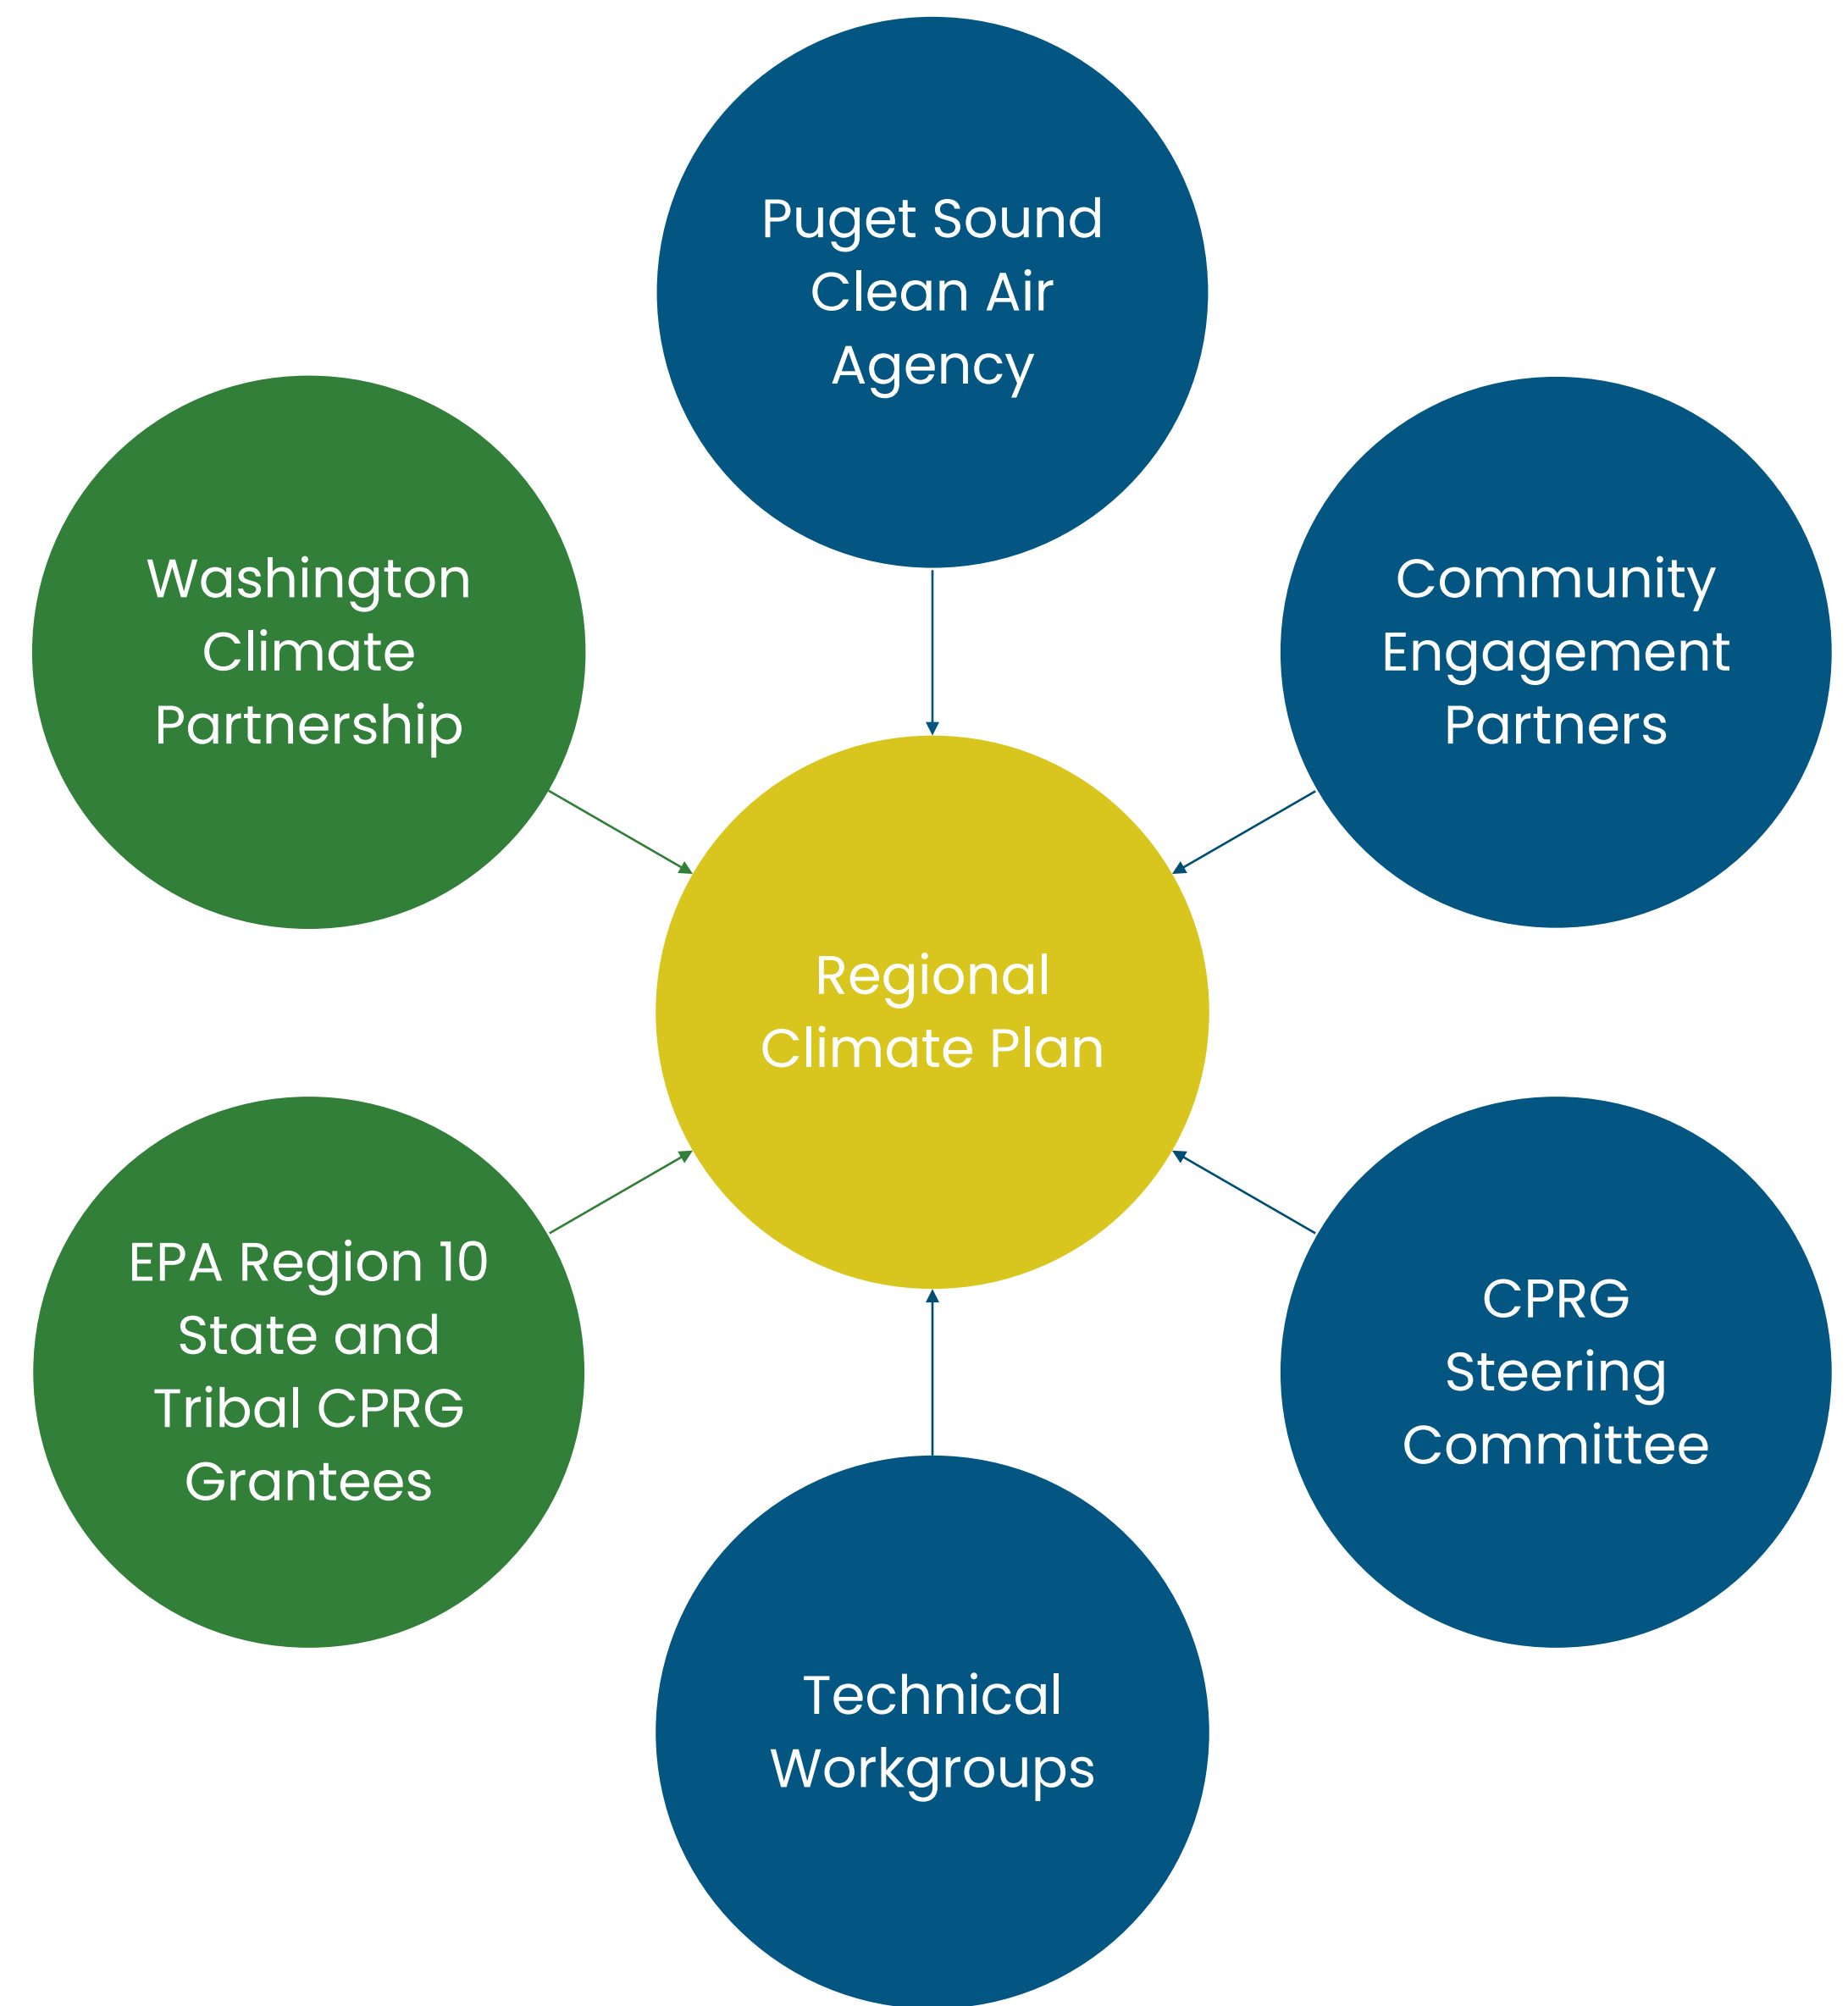 Puget Sound
Clean Air
Agency
Washington
Climate
Partnership
Community
Engagement
Partners
Regional
Climate Plan
EPA Region 10
State and
Tribal CPRG
Grantees
CPRG
Steering
Committee
Technical
Workgroups